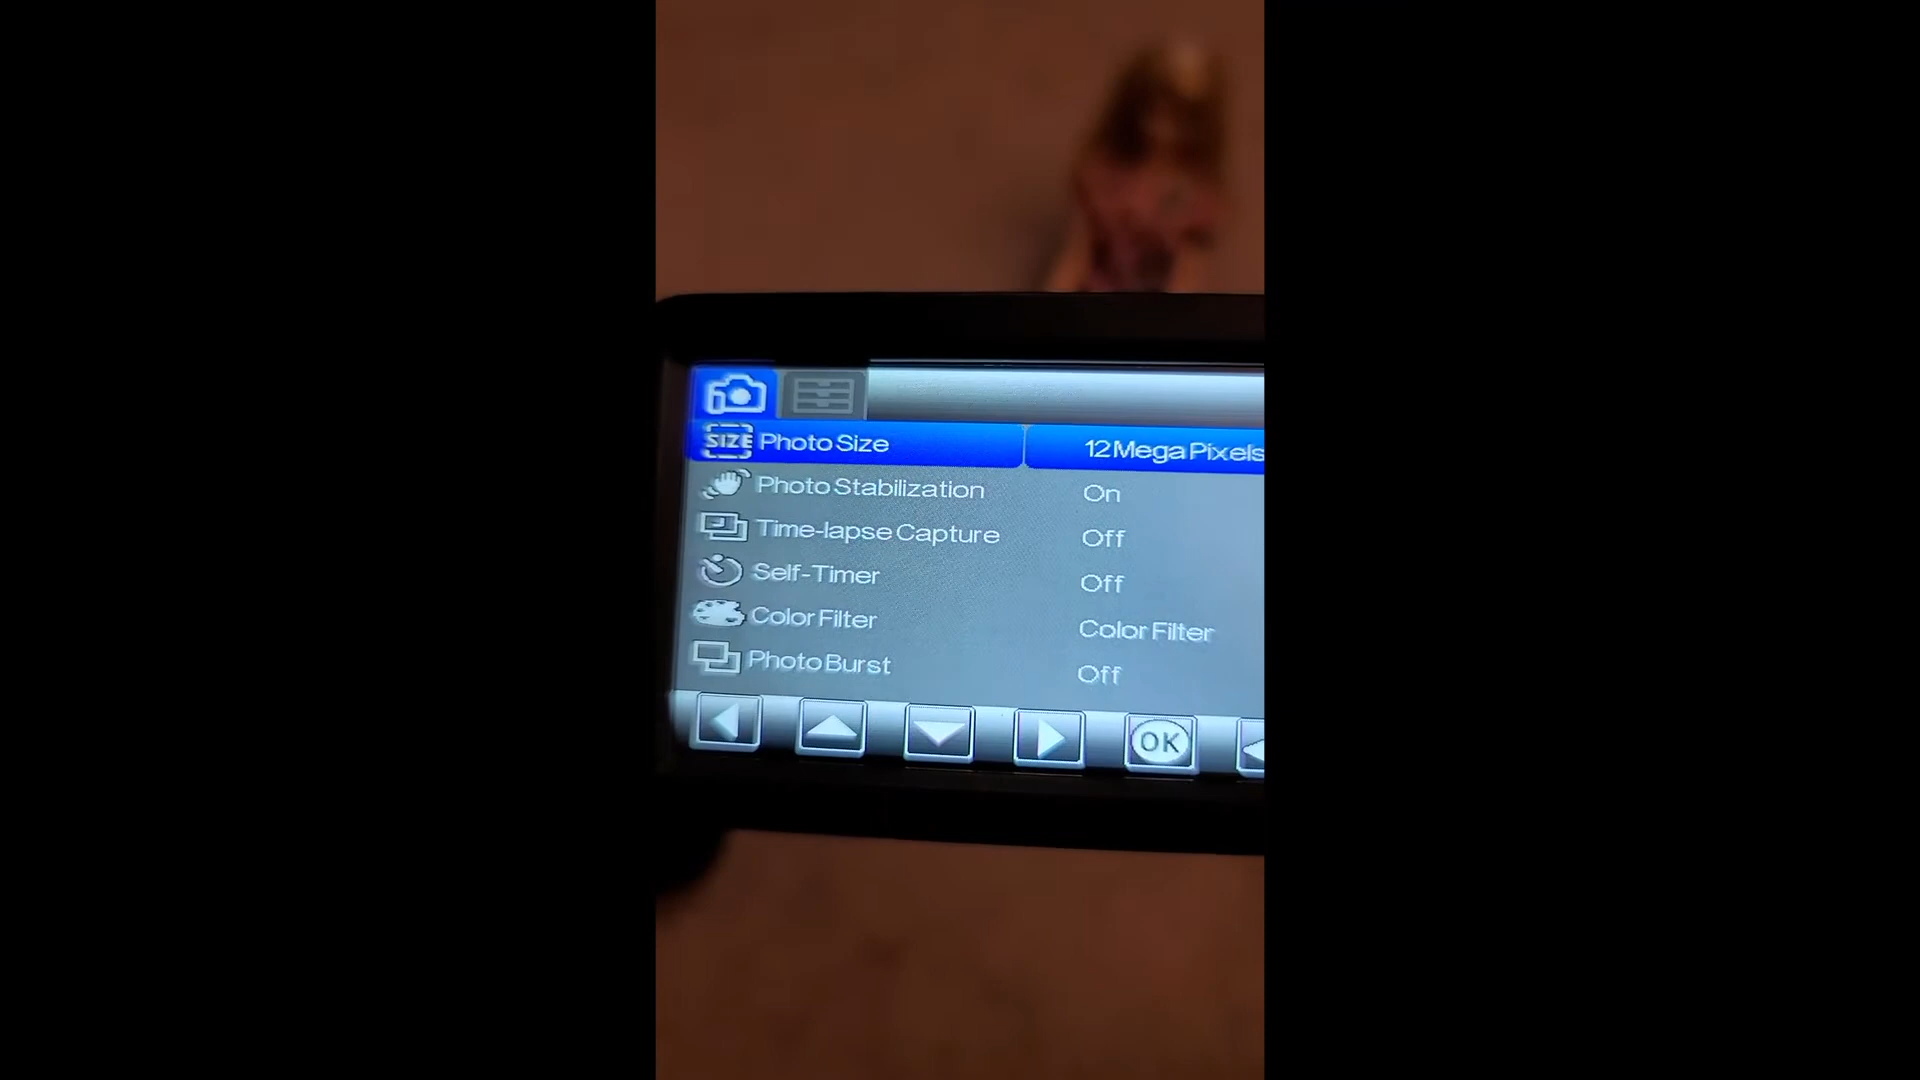 SIZE Photo Size 12 Mega Pixels
Photo Stabilization On
Time-lapse Capture Off
Self-Timer Off
Color Filter Color Filter
Photo Burst Off
OK